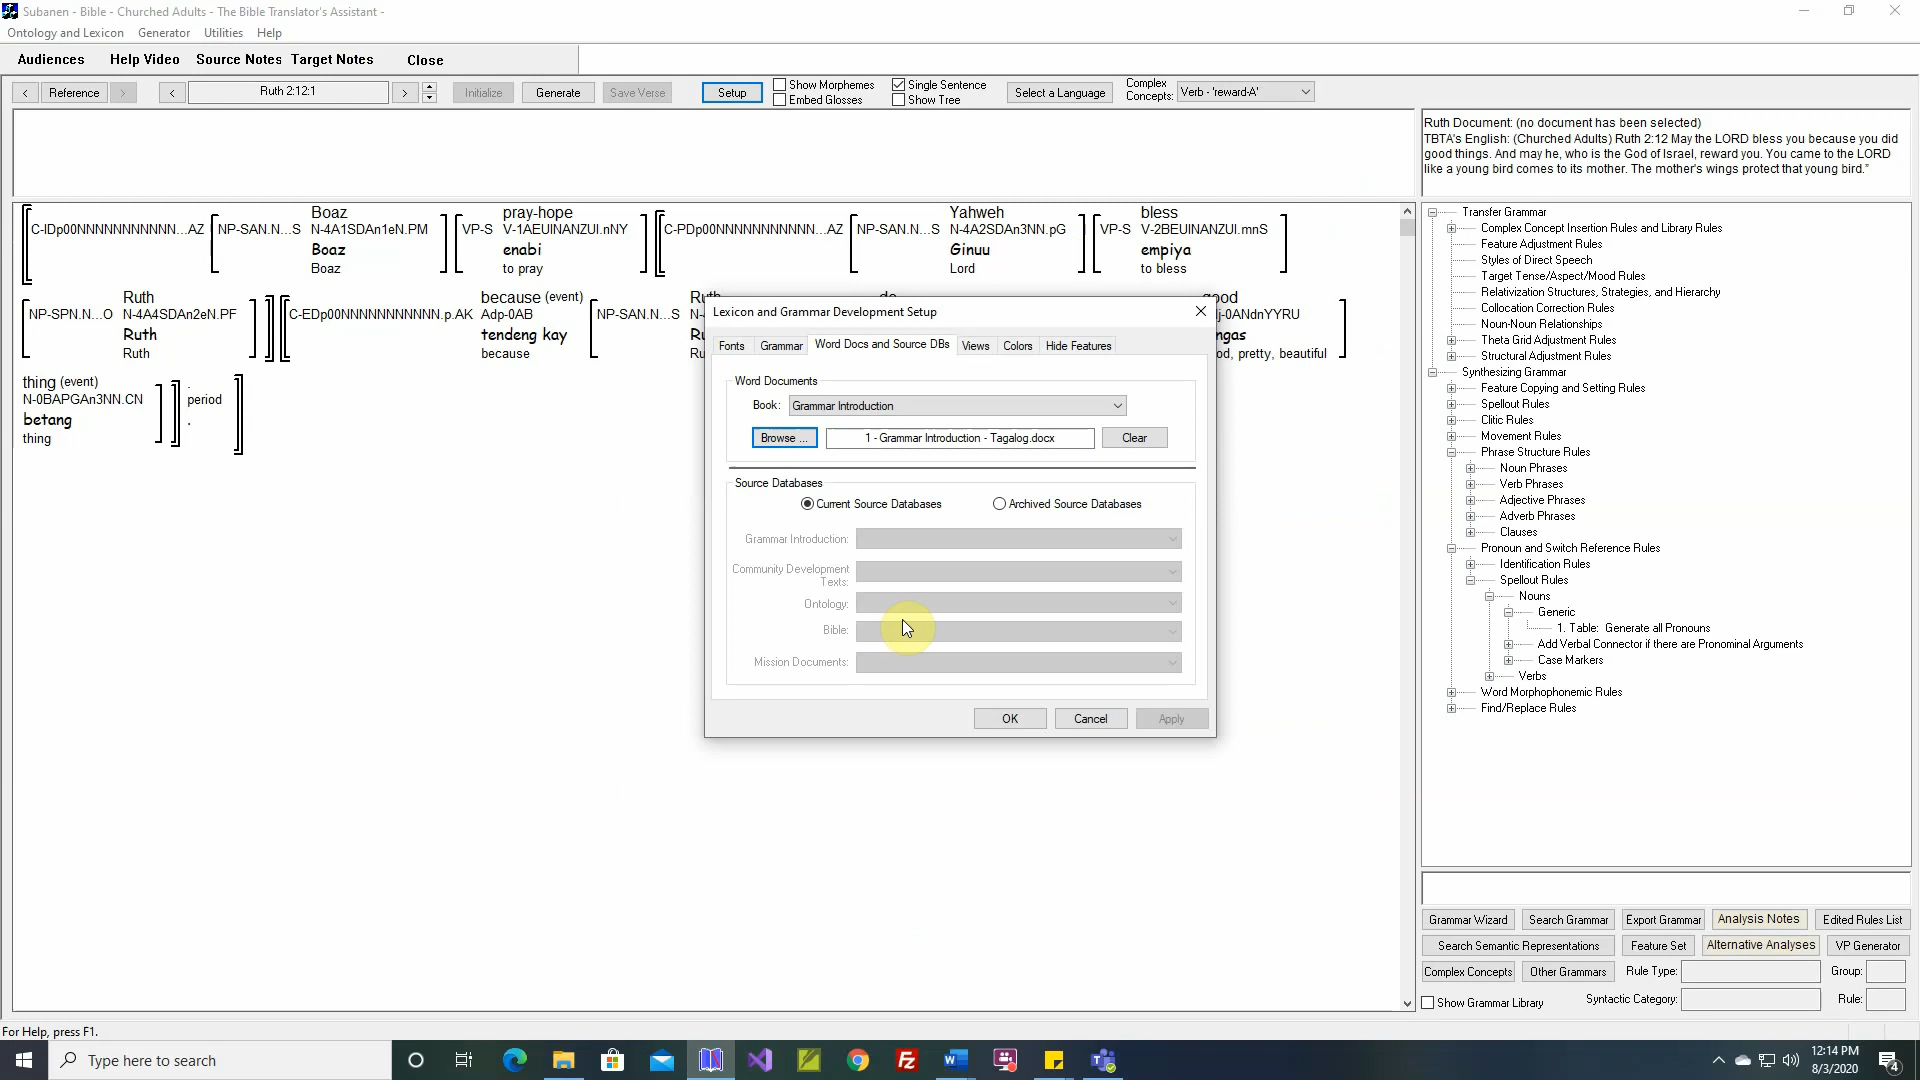 Subanen - Bible - Churched Adults - The Bible Translator's Assistant -
Ontology and Lexicon Generator Utilities Help
Audiences Help Video Source Notes Target Notes Close
< Reference > < Ruth 2:12:1 > Initialize Generate Save Verse Setup Show Morphemes Single Sentence Select a Language Complex Concepts: Verb - 'reward-A'
Embed Glosses Show Tree
Ruth Document: (no document has been selected)
TBTA's English: (Churched Adults) Ruth 2:12 May the LORD bless you because you did
good things. And may he, who is the God of Israel, reward you. You came to the LORD
like a young bird comes to its mother. The mother's wings protect that young bird.”
Boaz pray-hope Yahweh bless
C-IDp00NNNNNNNNNNN...AZ NP-SAN.N...S N-4A1SDAn1eN.PM VP-S V-1AEUINANZUI.nNY C-PDp00NNNNNNNNNNN...AZ NP-SAN.N...S N-4A2SDAn3NN.pG VP-S V-2BEUINANZUI.mnS
Boaz enabi Ginuu empiya
Boaz to pray Lord to bless
Ruth because (event) Ruth do good
NP-SPN.N...O N-4A4SDAn2eN.PF C-EDp00NNNNNNNNNNN.p.AK Adp-0AB NP-SAN.N...S N-4 j-0ANdnYYRU
Ruth tendeng kay Ru ngas
Ruth because Ru od, pretty, beautiful
thing (event)
N-0BAPGAn3NN.CN period
betang .
thing
Lexicon and Grammar Development Setup
Fonts Grammar Word Docs and Source DBs Views Colors Hide Features
Word Documents
Book: Grammar Introduction
Browse ... 1 - Grammar Introduction - Tagalog.docx Clear
Source Databases
Current Source Databases Archived Source Databases
Grammar Introduction:
Community Development
Texts:
Ontology:
Bible:
Mission Documents:
OK Cancel Apply
Transfer Grammar
Complex Concept Insertion Rules and Library Rules
Feature Adjustment Rules
Styles of Direct Speech
Target Tense/Aspect/Mood Rules
Relativization Structures, Strategies, and Hierarchy
Collocation Correction Rules
Noun-Noun Relationships
Theta Grid Adjustment Rules
Structural Adjustment Rules
Synthesizing Grammar
Feature Copying and Setting Rules
Spellout Rules
Clitic Rules
Movement Rules
Phrase Structure Rules
Noun Phrases
Verb Phrases
Adjective Phrases
Adverb Phrases
Clauses
Pronoun and Switch Reference Rules
Identification Rules
Spellout Rules
Nouns
Generic
1. Table: Generate all Pronouns
Add Verbal Connector if there are Pronominal Arguments
Case Markers
Verbs
Word Morphophonemic Rules
Find/Replace Rules
Grammar Wizard Search Grammar Export Grammar Analysis Notes Edited Rules List
Search Semantic Representations Feature Set Alternative Analyses VP Generator
Complex Concepts Other Grammars Rule Type: Group:
Show Grammar Library Syntactic Category: Rule:
For Help, press F1.
Type here to search
12:14 PM
8/3/2020
4